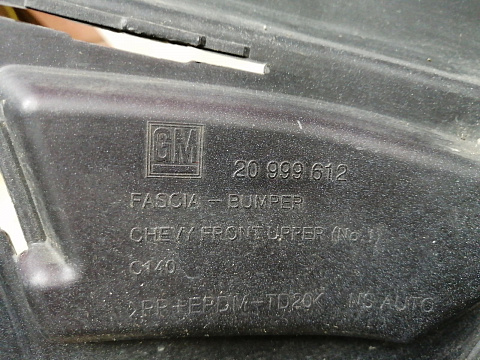 GM
20 999 612
FASCIA - BUMPER
CHEVY FRONT UPPER (No.1)
C140
>PP+EPDM-TD20< MS AUTO